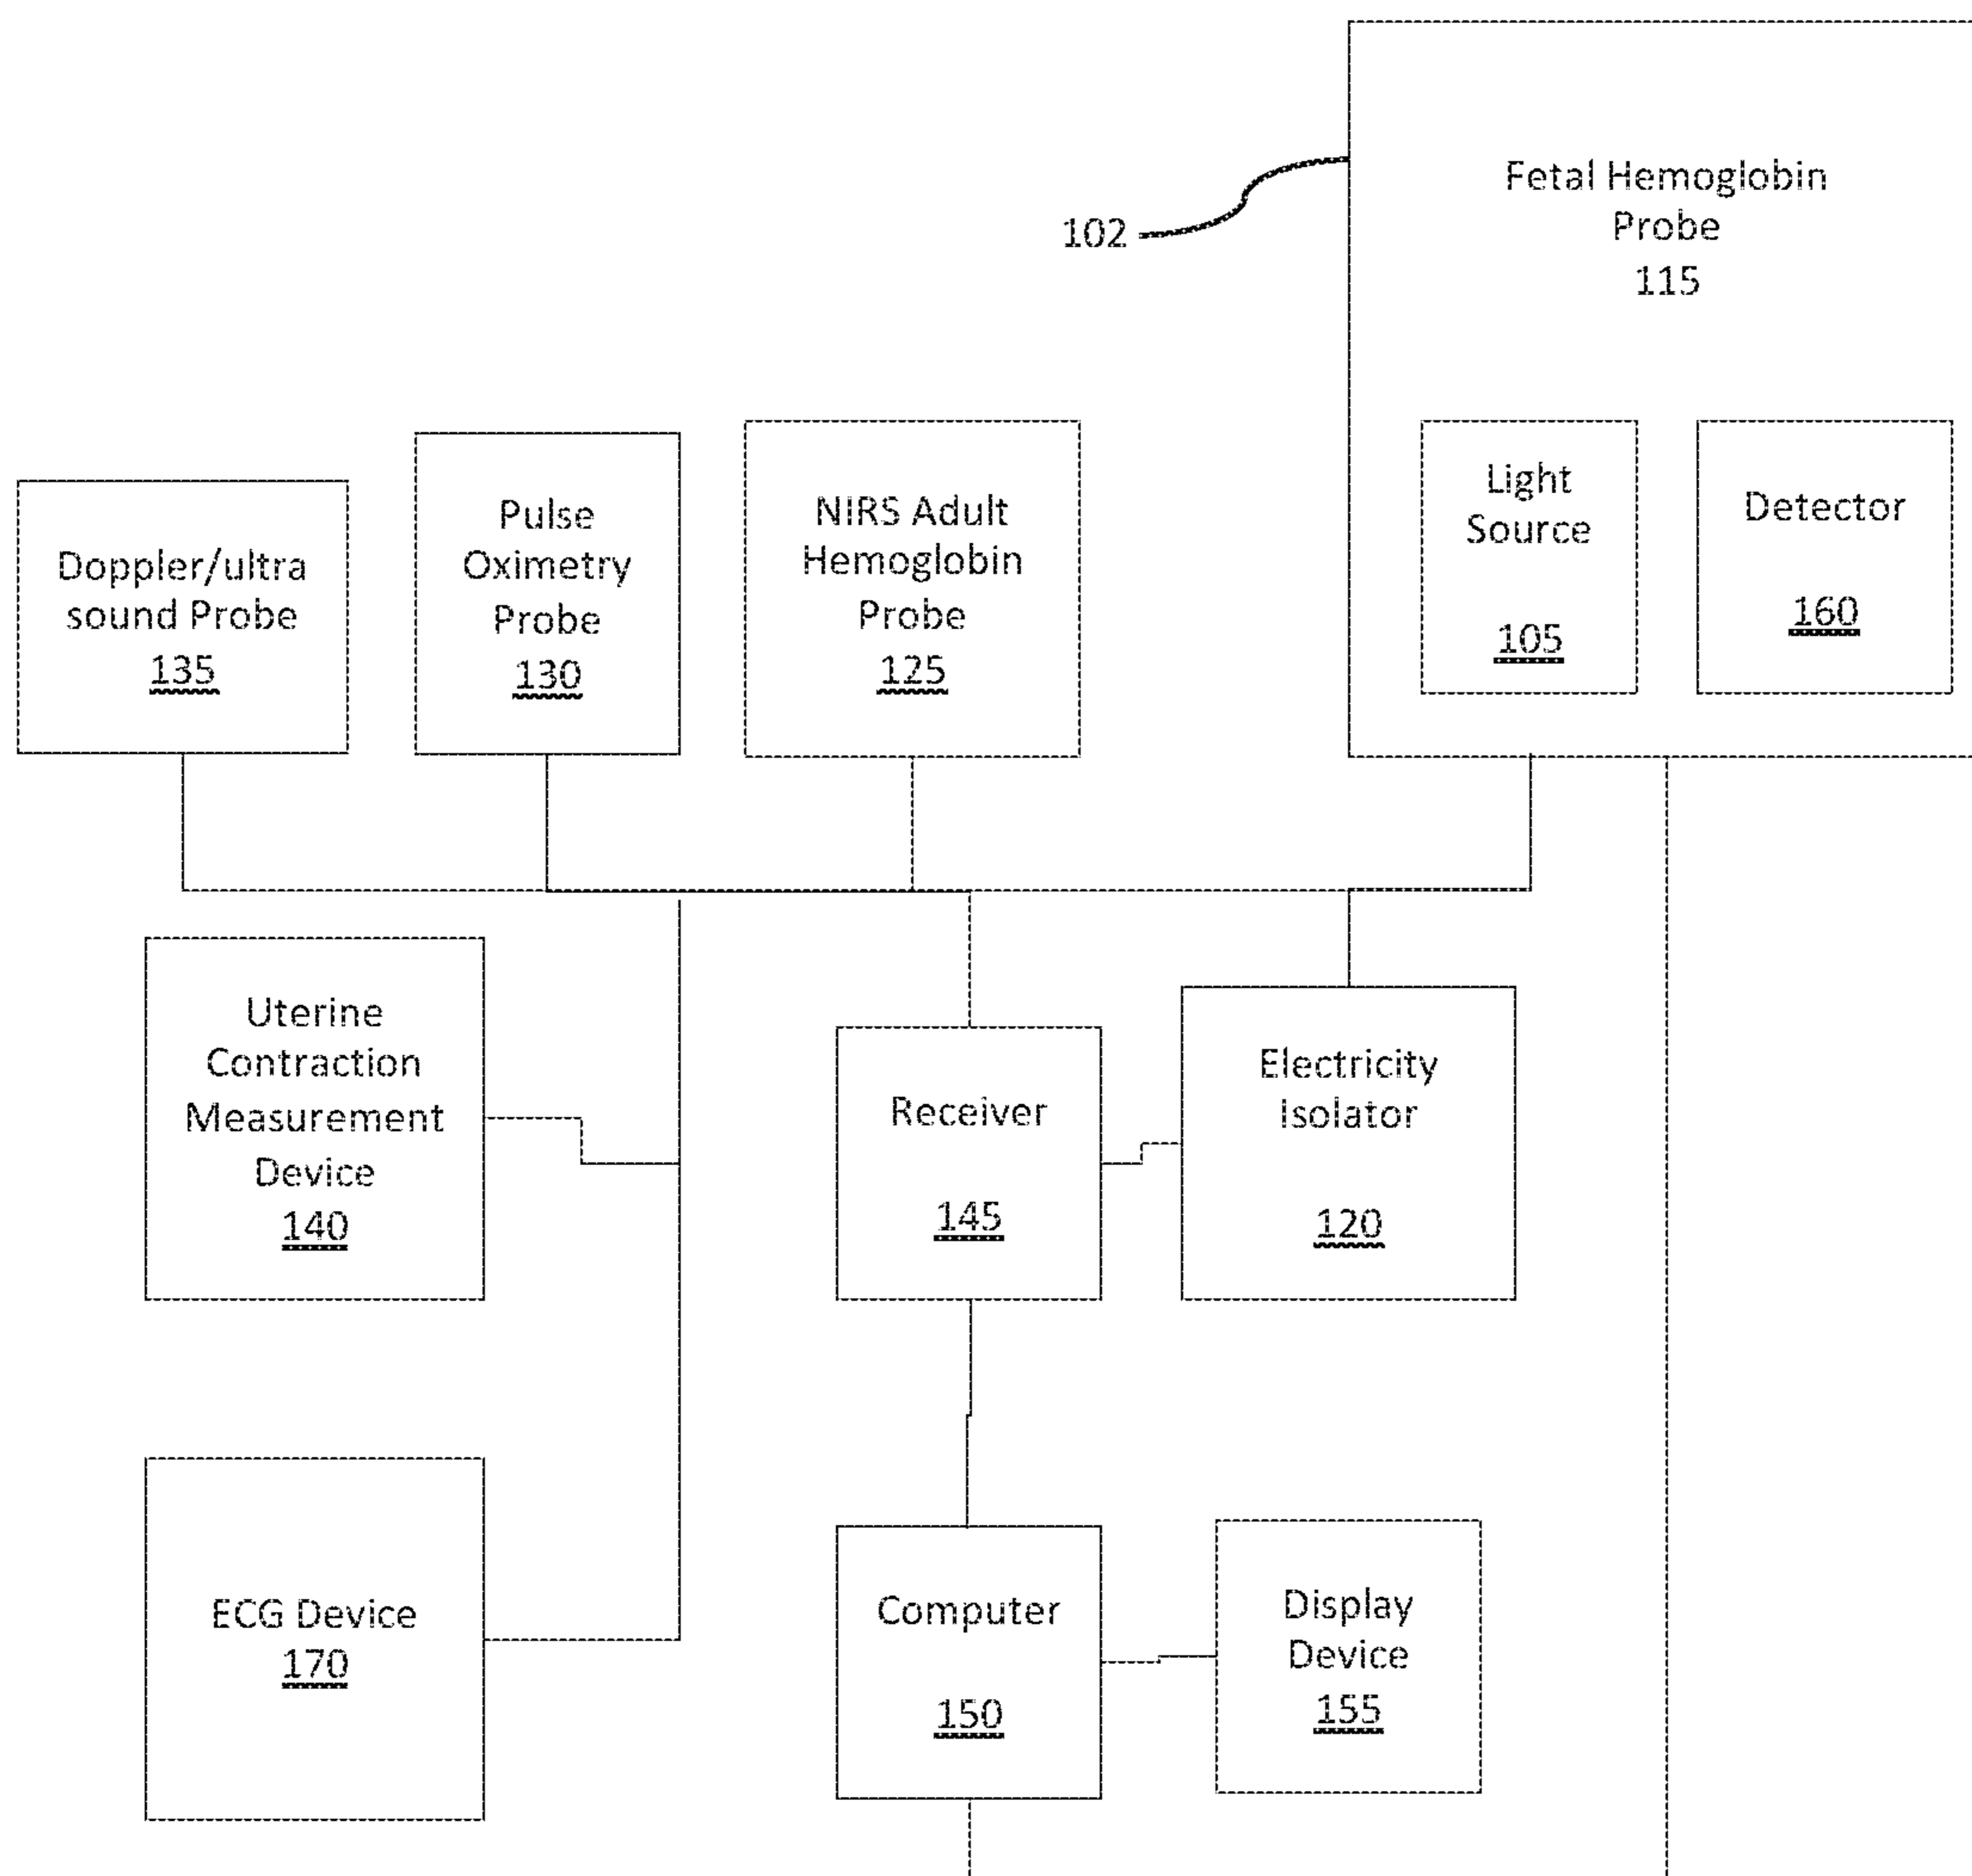 Fetal Hemoglobin
Probe
115
102
Light
Source
105
Detector
160
Doppler/ultra
sound Probe
135
Pulse
Oximetry
Probe
130
NIRS Adult
Hemoglobin
Probe
125
Uterine
Contraction
Measurement
Device
140
Receiver
145
Electricity
Isolator
120
ECG Device
170
Computer
150
Display
Device
155